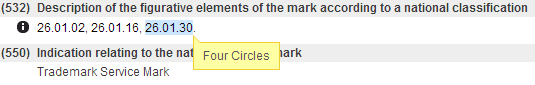 (532) Description of the figurative elements of the mark according to a national classification
26.01.02, 26.01.16, 26.01.30.
Four Circles
(550) Indication relating to the nat mark
Trademark Service Mark